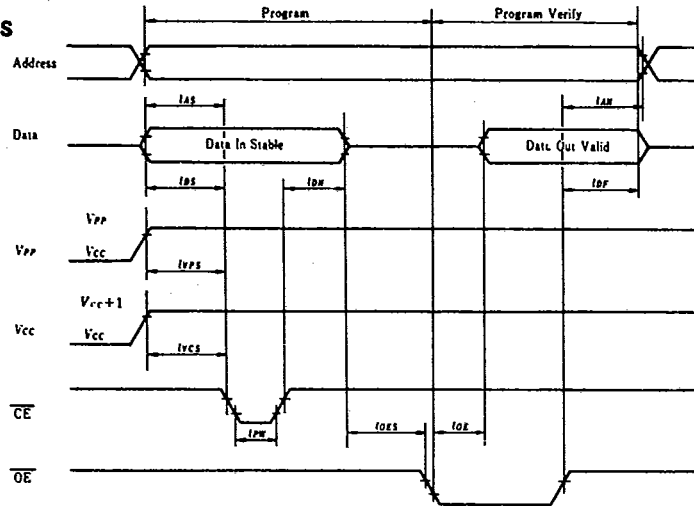 S
Program Program Verify
Address
tAS tAH
Data Data In Stable Data Out Valid
tDS tDH tDF
VPP
VPP VCC
tVPS
VCC+1
VCC VCC
tVCS
CE
tPW tOES tOE
OE